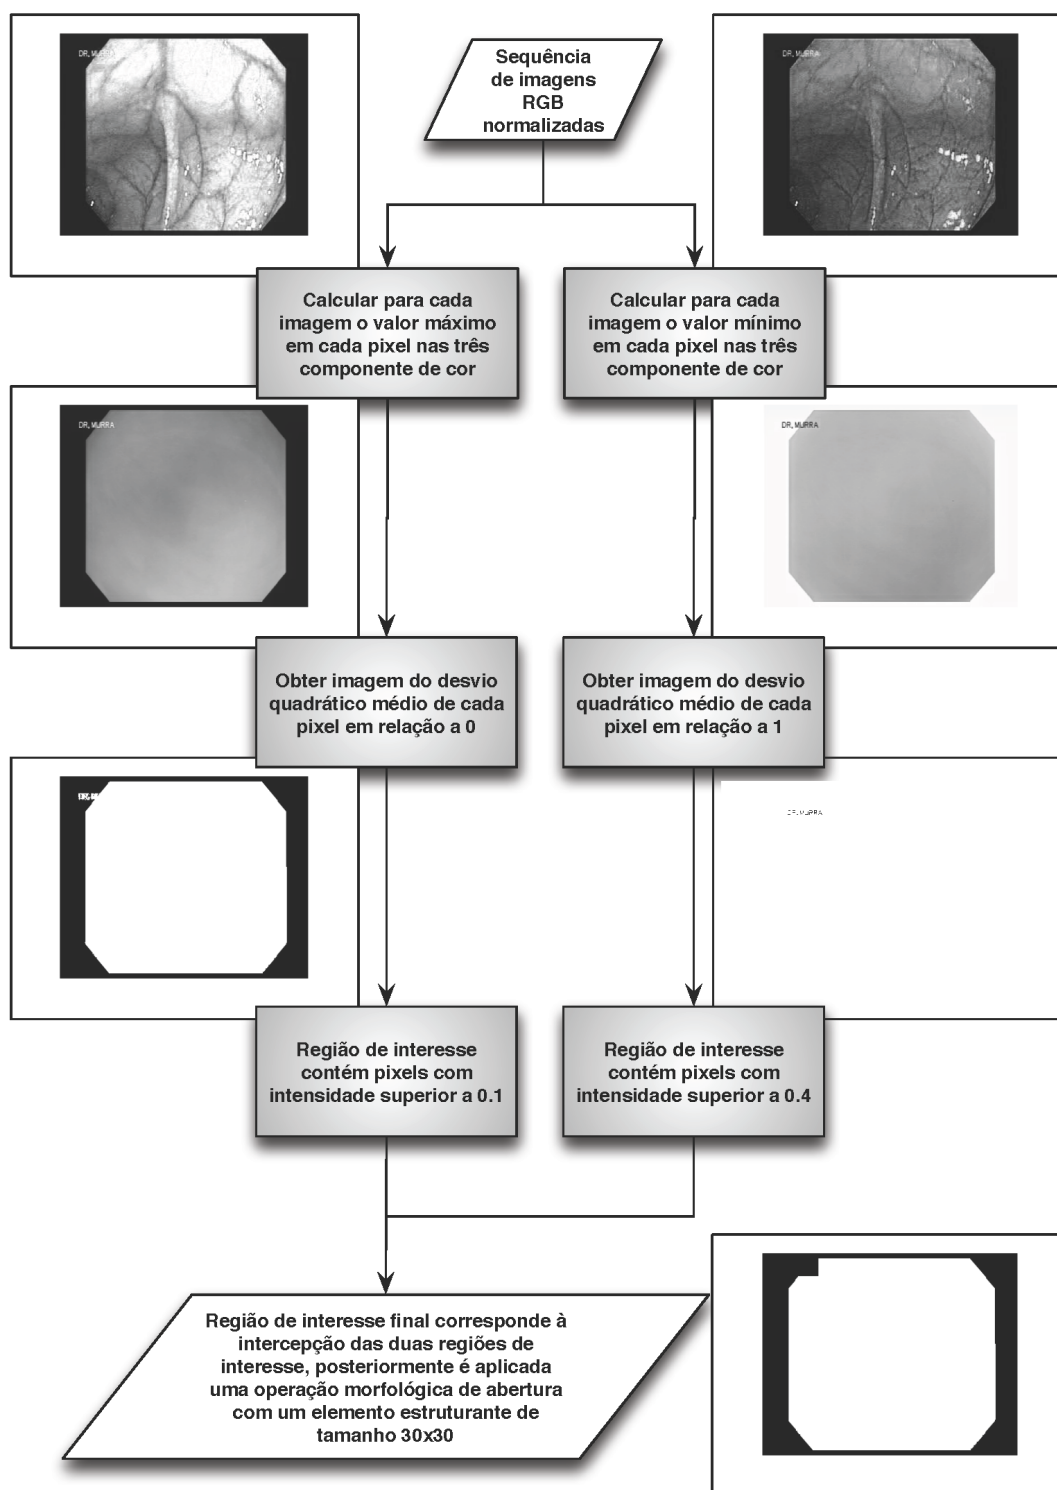 DR, MURRA
Sequência
de imagens
RGB
normalizadas
DR, MURRA
Calcular para cada
imagem o valor máximo
em cada pixel nas três
componente de cor
Calcular para cada
imagem o valor mínimo
em cada pixel nas três
componente de cor
DR, MURRA
DR, MURRA
Obter imagem do desvio
quadrático médio de cada
pixel em relação a 0
Obter imagem do desvio
quadrático médio de cada
pixel em relação a 1
DR, MURRA
Região de interesse
contém pixels com
intensidade superior a 0.1
Região de interesse
contém pixels com
intensidade superior a 0.4
Região de interesse final corresponde à
intercepção das duas regiões de
interesse, posteriormente é aplicada
uma operação morfológica de abertura
com um elemento estruturante de
tamanho 30x30